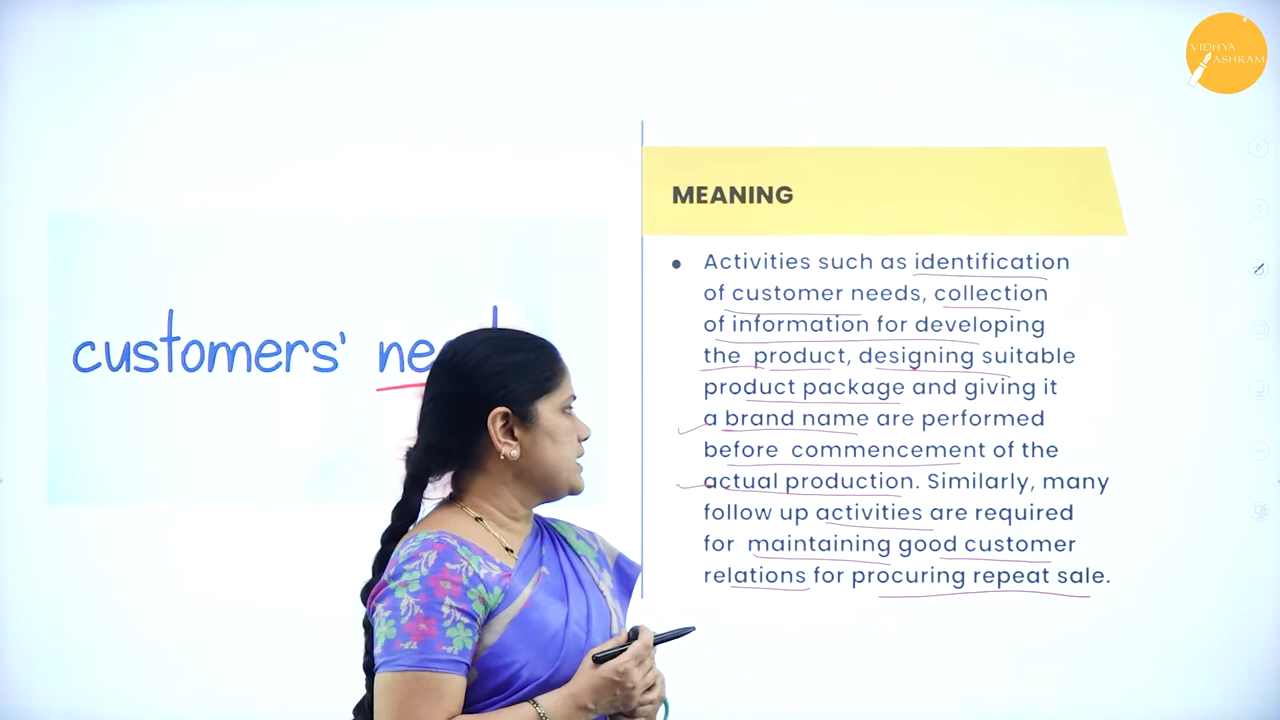 VIDHYA
ASHRAM
MEANING
customers'
• Activities such as identification
of customer needs, collection
of information for developing
the product, designing suitable
product package and giving it
a brand name are performed
before commencement of the
actual production. Similarly, many
follow up activities are required
for maintaining good customer
relations for procuring repeat sale.